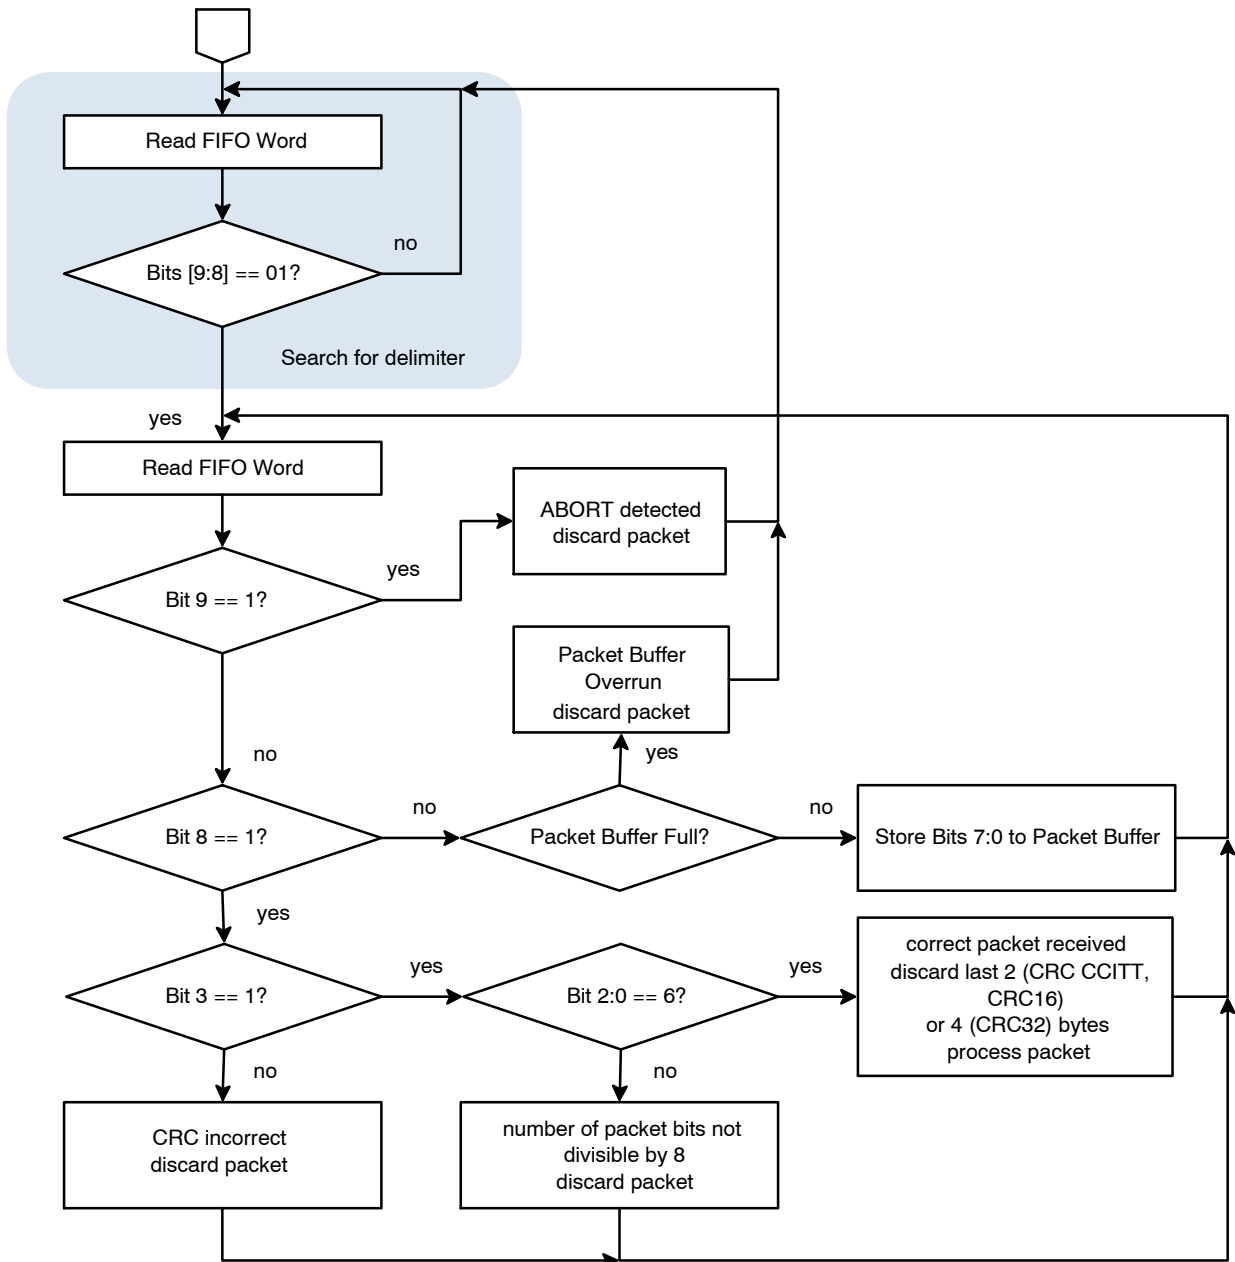 Read FIFO Word
no
Bits [9:8] == 01?
Search for delimiter
yes
Read FIFO Word
ABORT detected
discard packet
yes
Bit 9 == 1?
Packet Buffer
Overrun
discard packet
no
yes
no
no
Bit 8 == 1?
Packet Buffer Full?
Store Bits 7:0 to Packet Buffer
yes
correct packet received
discard last 2 (CRC CCITT,
CRC16)
or 4 (CRC32) bytes
process packet
yes
yes
Bit 3 == 1?
Bit 2:0 == 6?
no
no
CRC incorrect
discard packet
number of packet bits not
divisible by 8
discard packet